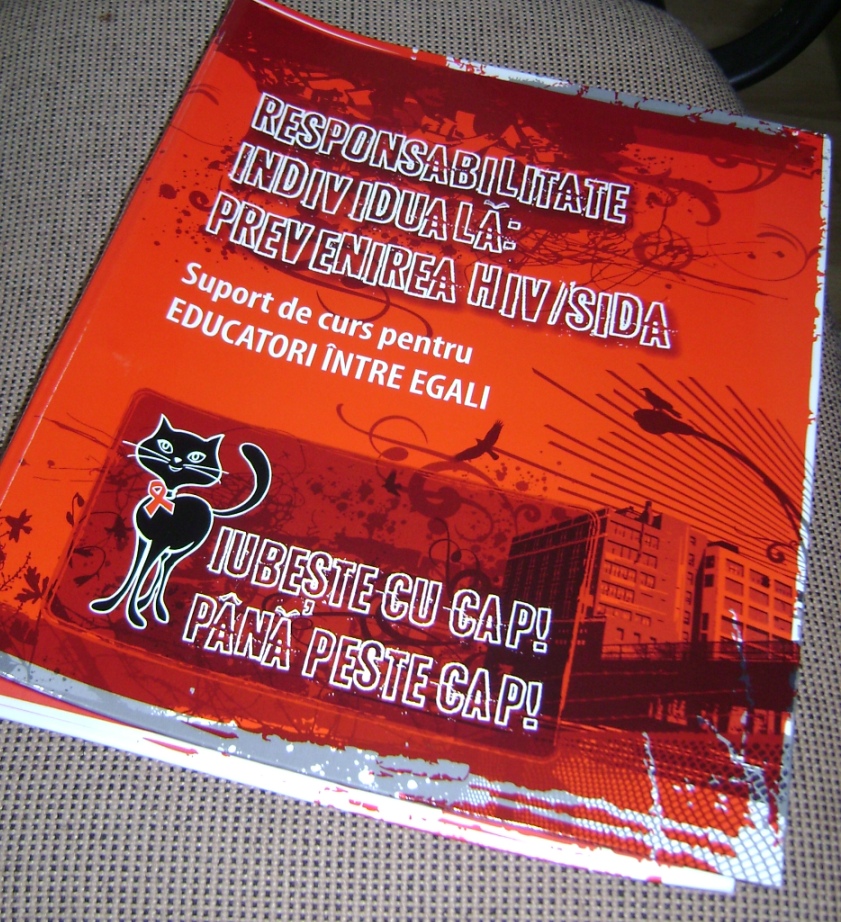 RESPONSABILITATE
INDIVIDUALĂ:
PREVENIREA HIV/SIDA
Suport de curs pentru
EDUCATORI ÎNTRE EGALI
IUBEȘTE CU CAP!
PÂNĂ PESTE CAP!